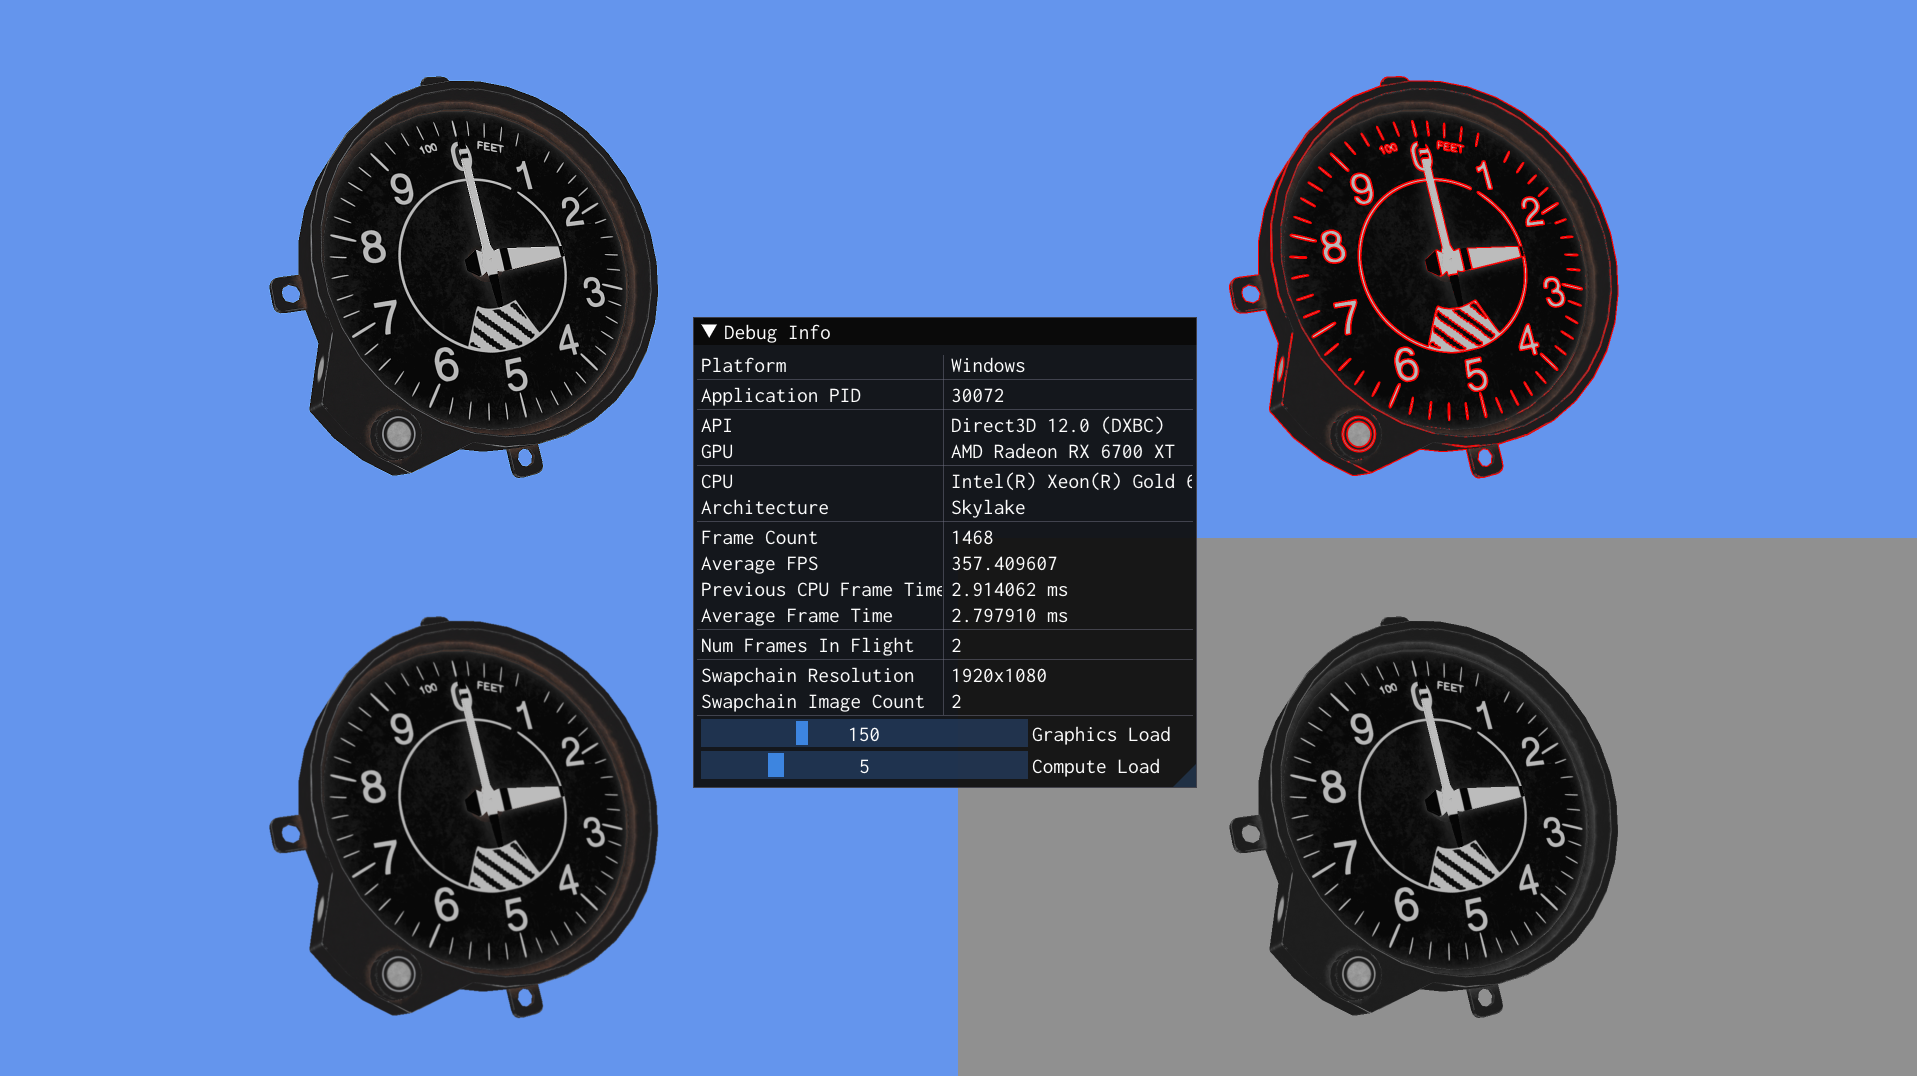 100 FEET
0
1
2
3
4
5
6
7
8
9
100 FEET
0
1
2
3
4
5
6
7
8
9
Debug Info
Platform Windows
Application PID 30072
API Direct3D 12.0 (DXBC)
GPU AMD Radeon RX 6700 XT
CPU Intel(R) Xeon(R) Gold
Architecture Skylake
Frame Count 1468
Average FPS 357.409607
Previous CPU Frame Time 2.914062 ms
Average Frame Time 2.797910 ms
Num Frames In Flight 2
Swapchain Resolution 1920x1080
Swapchain Image Count 2
150 Graphics Load
5 Compute Load
100 FEET
0
1
2
3
4
5
6
7
8
9
100 FEET
0
1
2
3
4
5
6
7
8
9